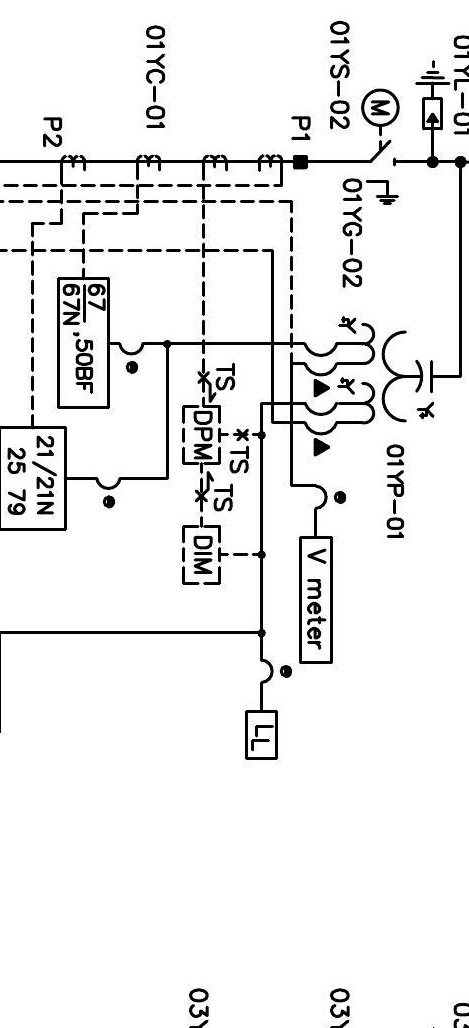 01YL-01
01YS-02
M
01YC-01
P1
P2
01YG-02
67
67N,50BF
TS
DPM
TS
TS
DIM
21/21N
25 79
01YP-01
V meter
LL
03Y
03Y